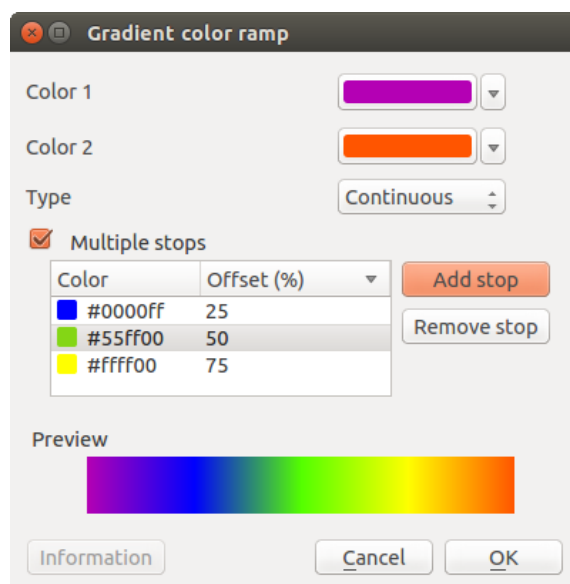 Gradient color ramp
Color 1
Color 2
Type Continuous
Multiple stops
Color Offset (%) Add stop
#0000ff 25
#55ff00 50 Remove stop
#ffff00 75
Preview
Information Cancel OK